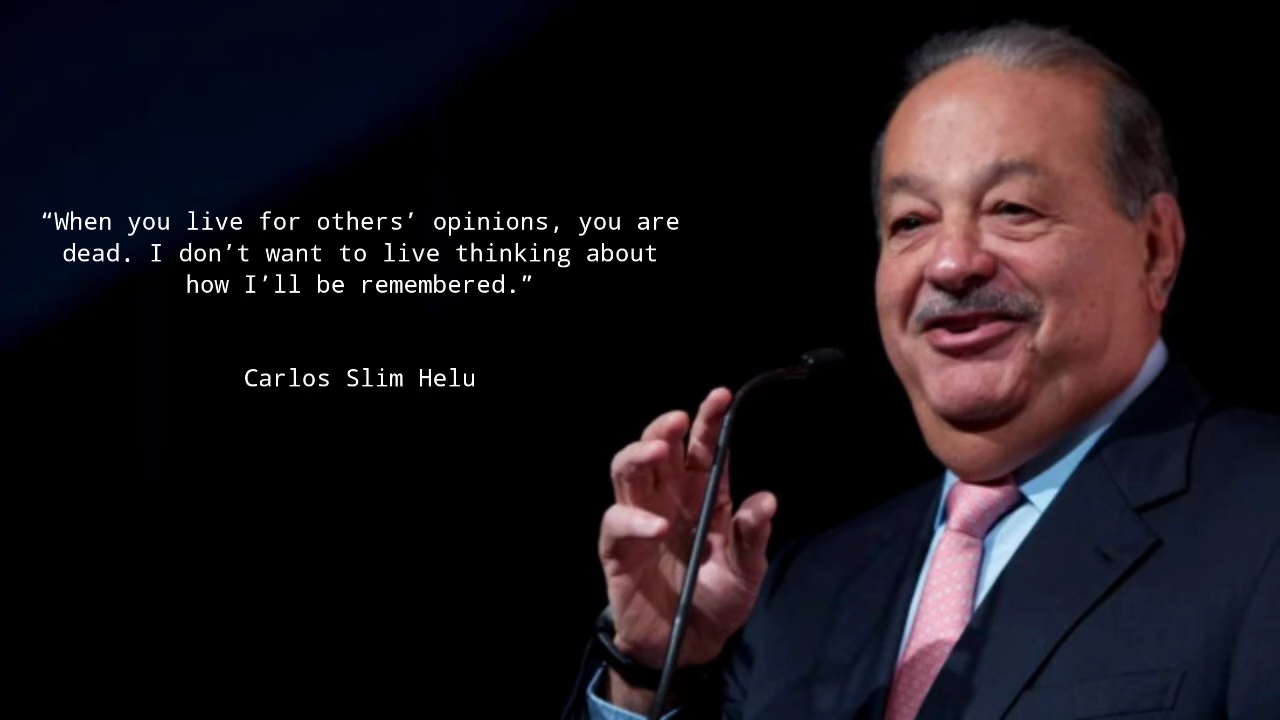 “When you live for others’ opinions, you are
dead. I don’t want to live thinking about
how I’ll be remembered.”
Carlos Slim Helu